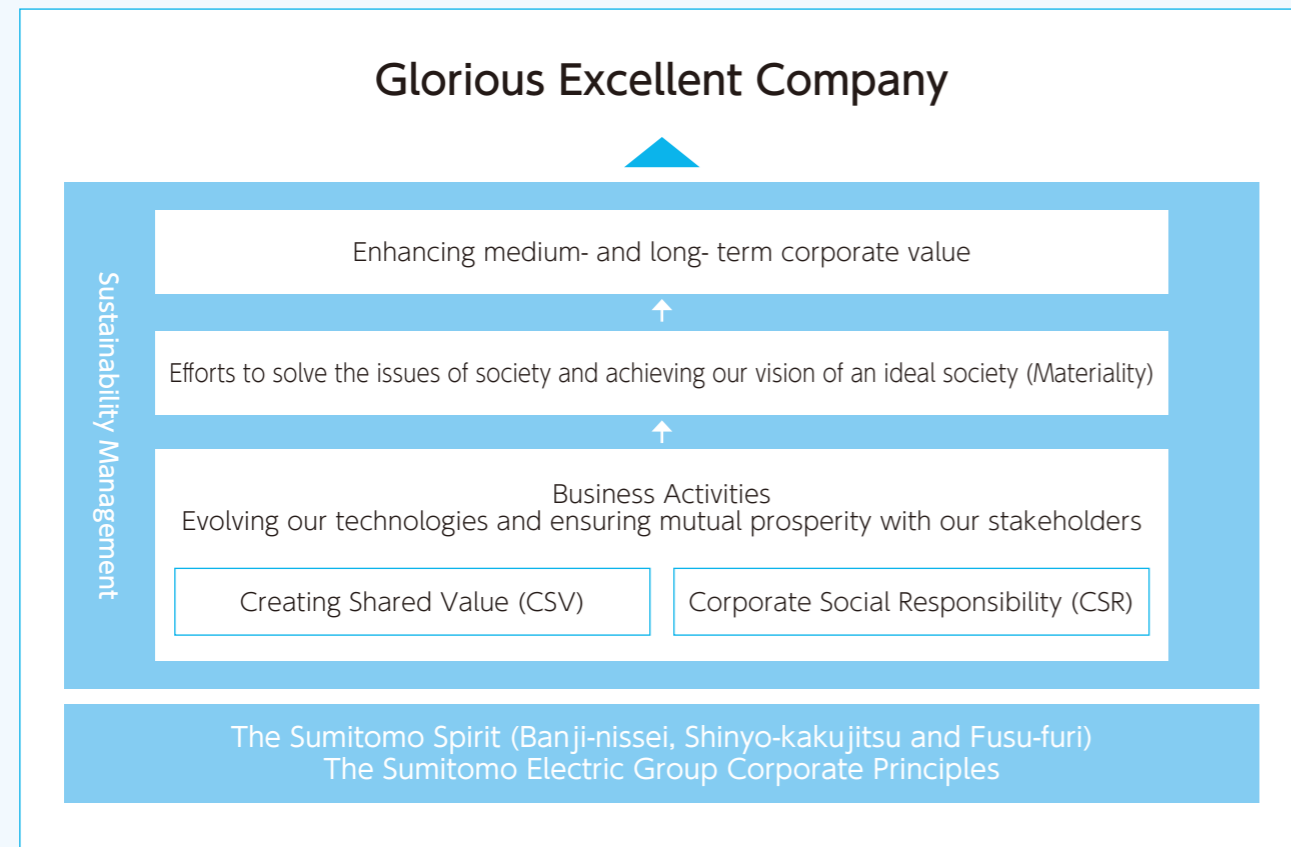 Glorious Excellent Company
Sustainability Management
Enhancing medium- and long- term corporate value
Efforts to solve the issues of society and achieving our vision of an ideal society (Materiality)
Business Activities
Evolving our technologies and ensuring mutual prosperity with our stakeholders
Creating Shared Value (CSV)
Corporate Social Responsibility (CSR)
The Sumitomo Spirit (Banji-nissei, Shinyo-kakujitsu and Fusu-furi)
The Sumitomo Electric Group Corporate Principles